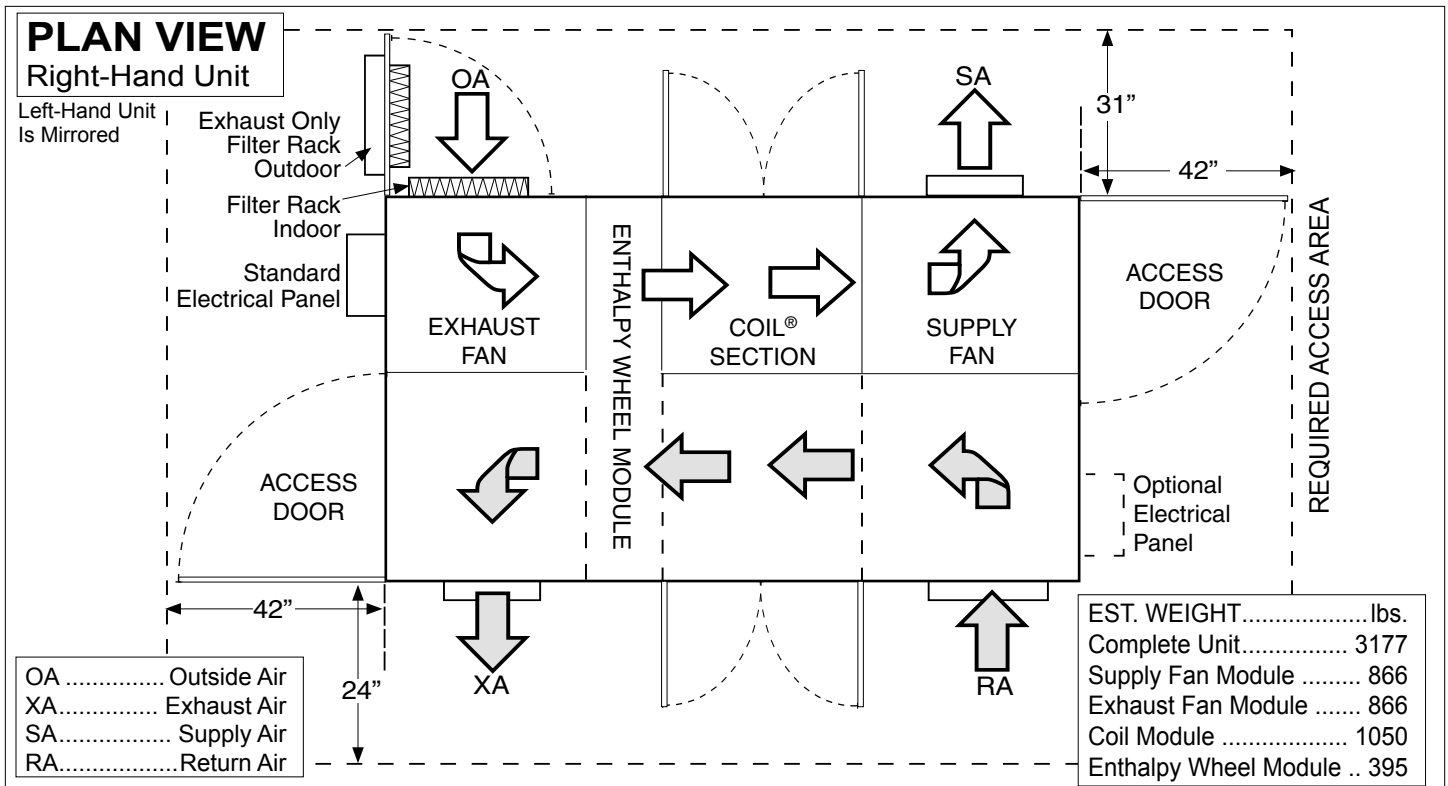 PLAN VIEW
Right-Hand Unit
Left-Hand Unit
Is Mirrored
Exhaust Only
Filter Rack
Outdoor
Filter Rack
Indoor
Standard
Electrical Panel
OA
SA
31”
42”
EXHAUST
FAN
ENTHALPY WHEEL MODULE
COIL®
SECTION
SUPPLY
FAN
ACCESS
DOOR
REQUIRED ACCESS AREA
ACCESS
DOOR
Optional
Electrical
Panel
42”
24”
XA
RA
OA ............... Outside Air
XA............... Exhaust Air
SA................. Supply Air
RA..................Return Air
EST. WEIGHT...................lbs.
Complete Unit................. 3177
Supply Fan Module ......... 866
Exhaust Fan Module ....... 866
Coil Module .................... 1050
Enthalpy Wheel Module .. 395